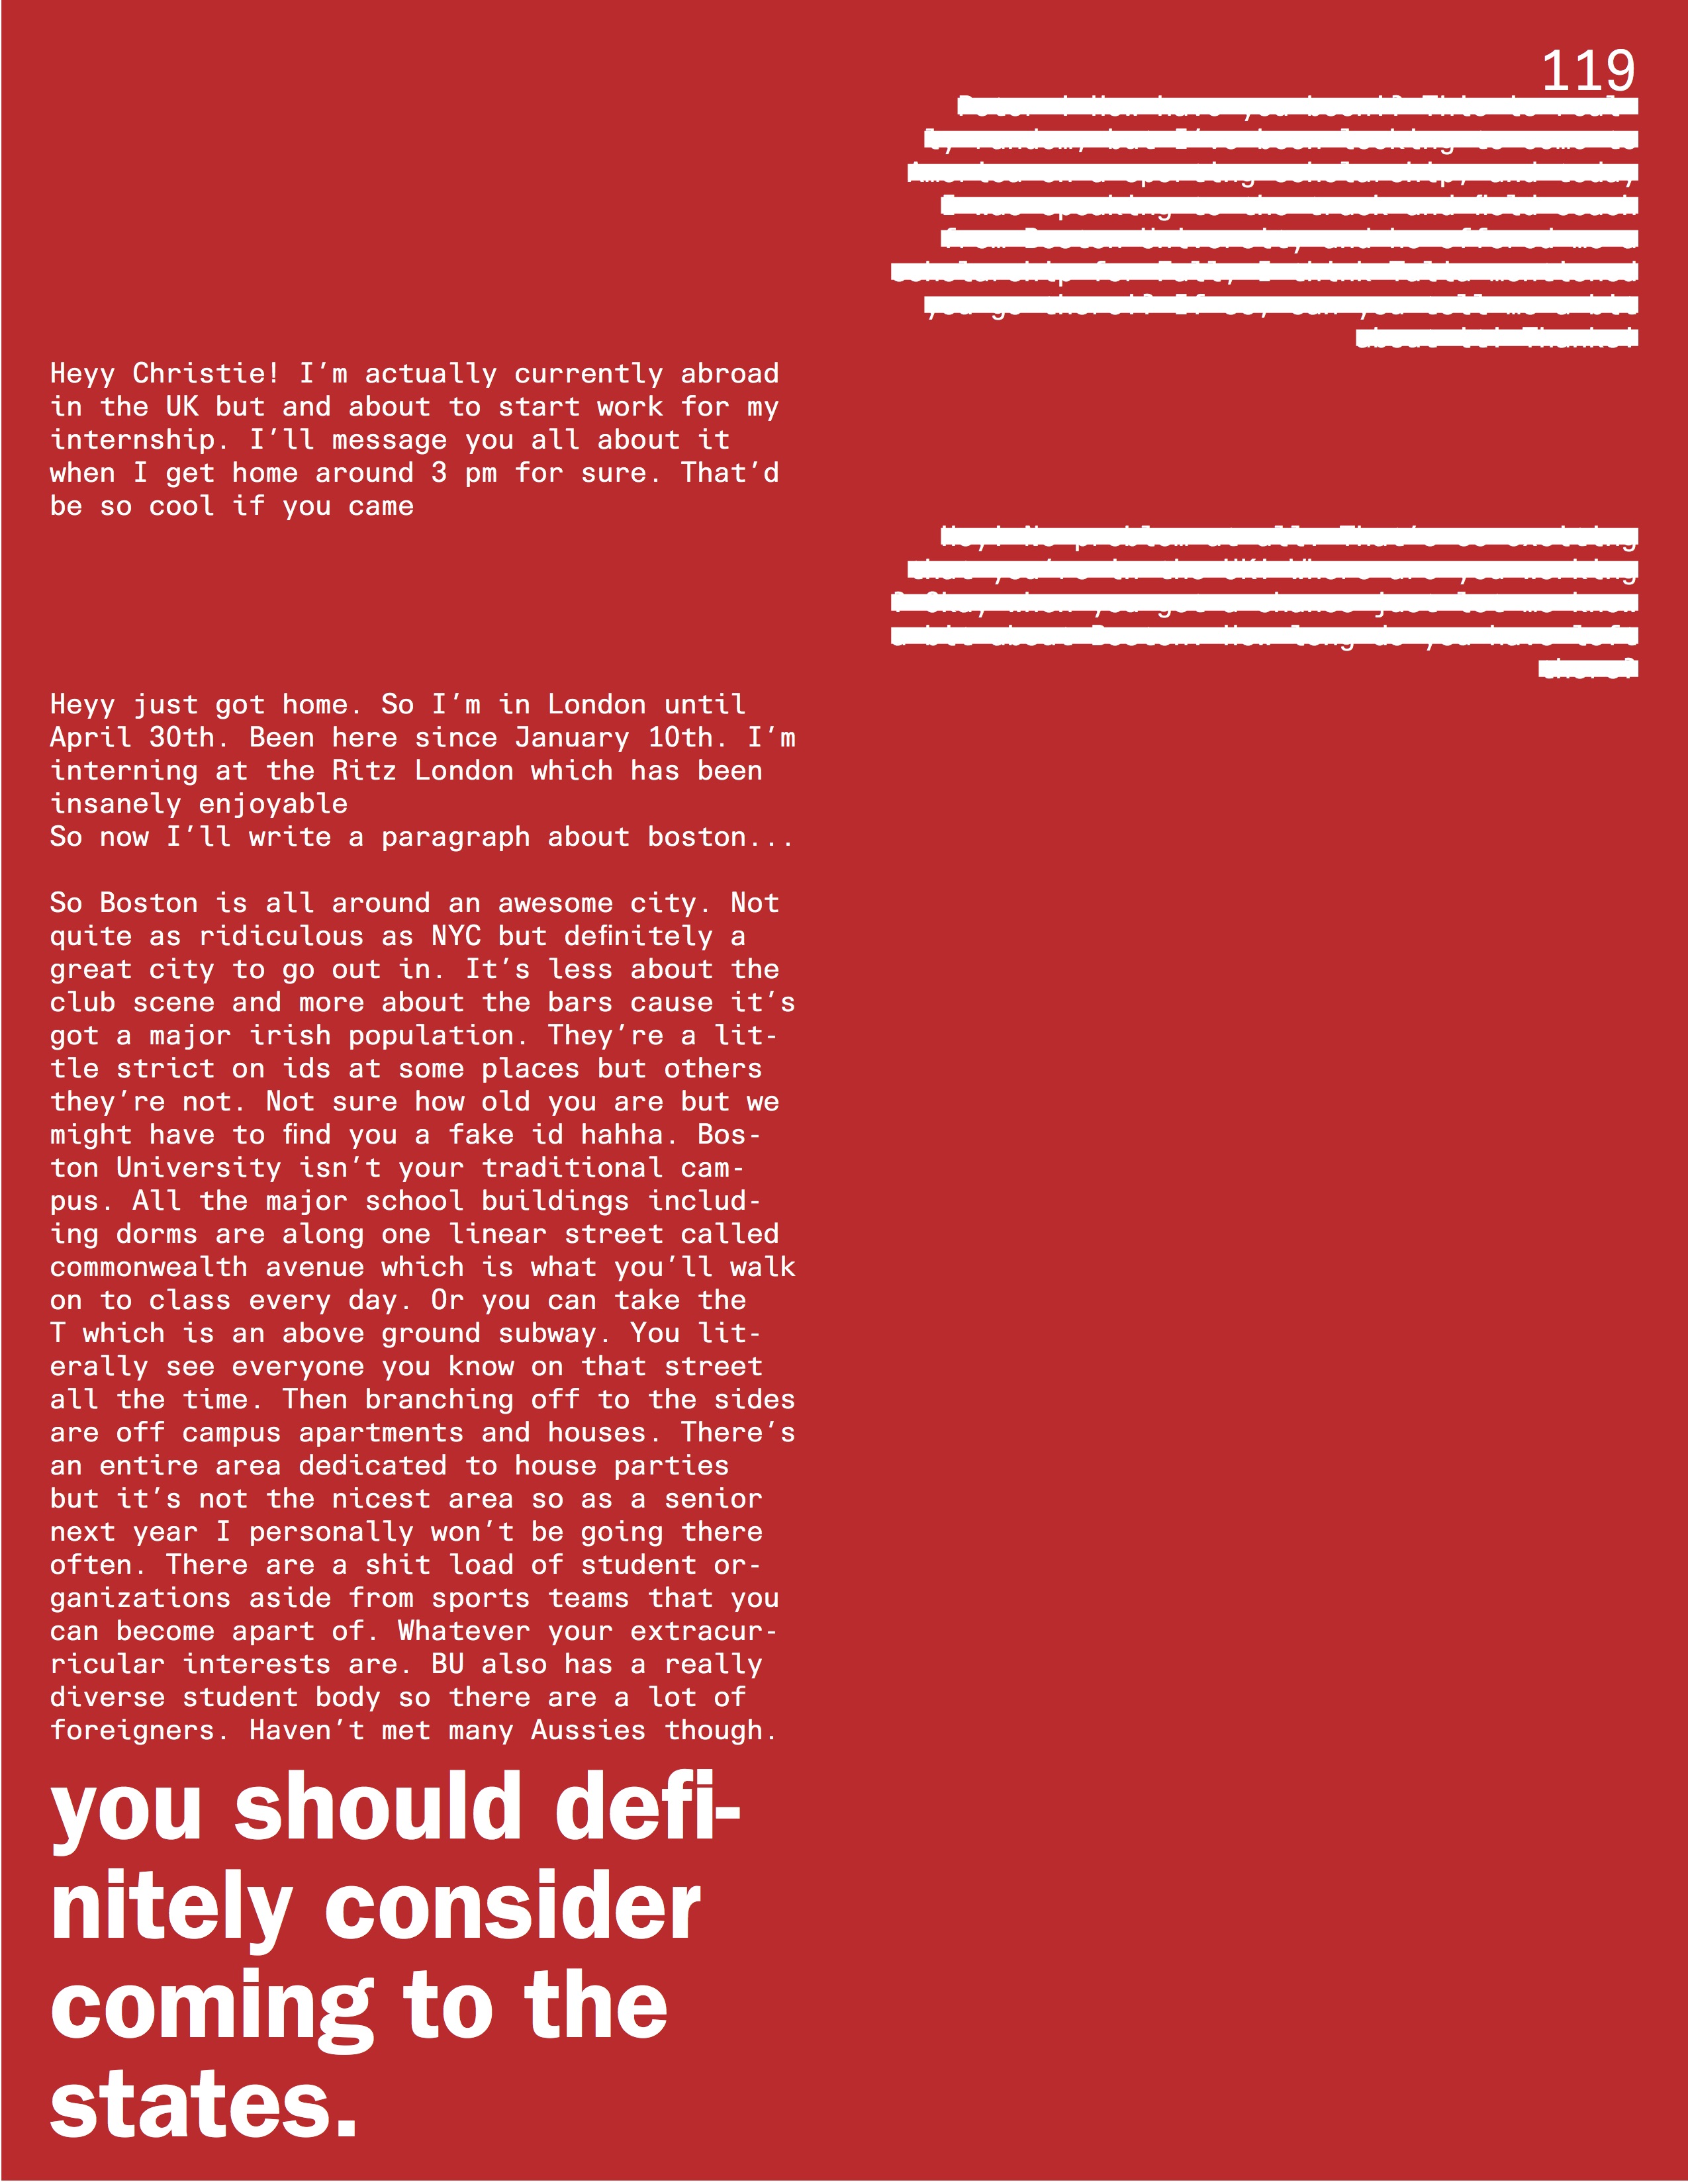 119
Heyy Christie! I’m actually currently abroad
in the UK but and about to start work for my
internship. I’ll message you all about it
when I get home around 3 pm for sure. That’d
be so cool if you came
Heyy just got home. So I’m in London until
April 30th. Been here since January 10th. I’m
interning at the Ritz London which has been
insanely enjoyable
So now I’ll write a paragraph about boston...
So Boston is all around an awesome city. Not
quite as ridiculous as NYC but definitely a
great city to go out in. It’s less about the
club scene and more about the bars cause it’s
got a major irish population. They’re a lit-
tle strict on ids at some places but others
they’re not. Not sure how old you are but we
might have to find you a fake id hahha. Bos-
ton University isn’t your traditional cam-
pus. All the major school buildings includ-
ing dorms are along one linear street called
commonwealth avenue which is what you’ll walk
on to class every day. Or you can take the
T which is an above ground subway. You lit-
erally see everyone you know on that street
all the time. Then branching off to the sides
are off campus apartments and houses. There’s
an entire area dedicated to house parties
but it’s not the nicest area so as a senior
next year I personally won’t be going there
often. There are a shit load of student or-
ganizations aside from sports teams that you
can become apart of. Whatever your extracur-
ricular interests are. BU also has a really
diverse student body so there are a lot of
foreigners. Haven’t met many Aussies though.
you should defi-
nitely consider
coming to the
states.